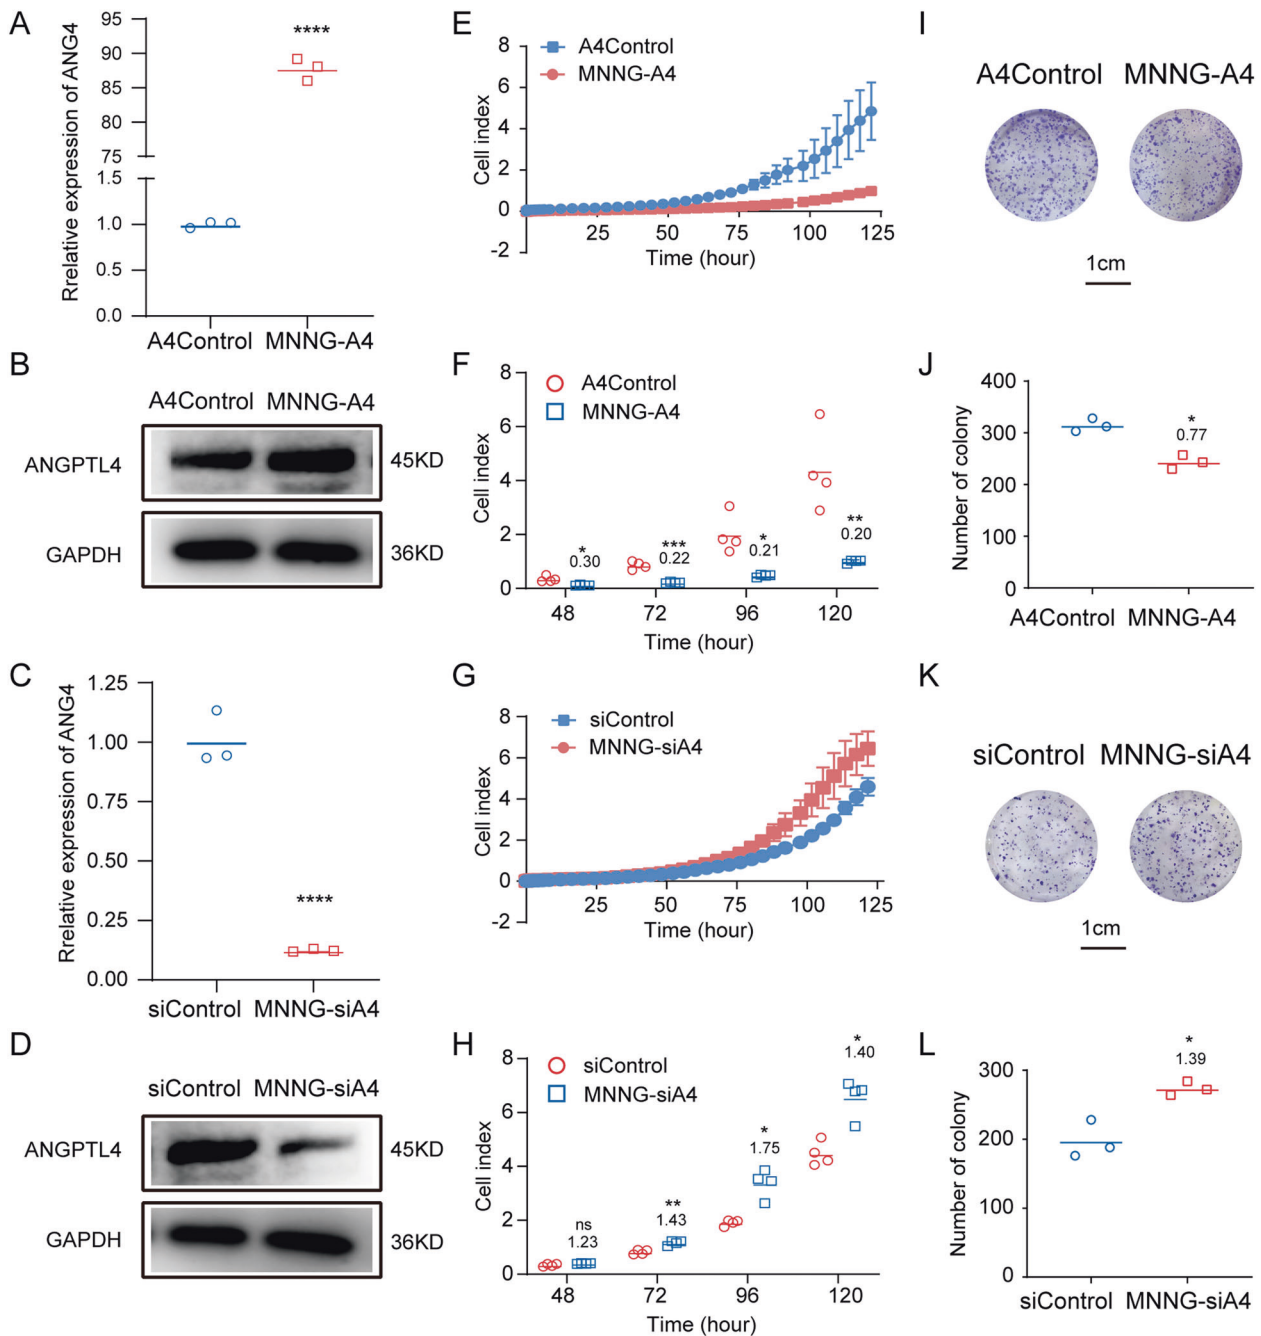 A
Rrelative expression of ANG4
95
90
85
80
75
1.5
1.0
0.5
0.0
****
A4Control MNNG-A4
B
A4Control MNNG-A4
ANGPTL4
45KD
GAPDH
36KD
C
Rrelative expression of ANG4
1.25
1.00
0.75
0.50
0.25
0.00
****
siControl MNNG-siA4
D
siControl MNNG-siA4
ANGPTL4
45KD
GAPDH
36KD
E
A4Control
MNNG-A4
Cell index
8
6
4
2
0
-2
25 50 75 100 125
Time (hour)
F
A4Control
MNNG-A4
Cell index
8
6
4
2
0
*
0.30
***
0.22
*
0.21
**
0.20
48 72 96 120
Time (hour)
G
siControl
MNNG-siA4
Cell index
8
6
4
2
0
-2
25 50 75 100 125
Time (hour)
H
siControl
MNNG-siA4
Cell index
8
6
4
2
0
ns
1.23
**
1.43
*
1.75
*
1.40
48 72 96 120
Time (hour)
I
A4Control MNNG-A4
1cm
J
Number of colony
400
300
200
100
0
*
0.77
A4Control MNNG-A4
K
siControl MNNG-siA4
1cm
L
Number of colony
300
200
100
0
*
1.39
siControl MNNG-siA4